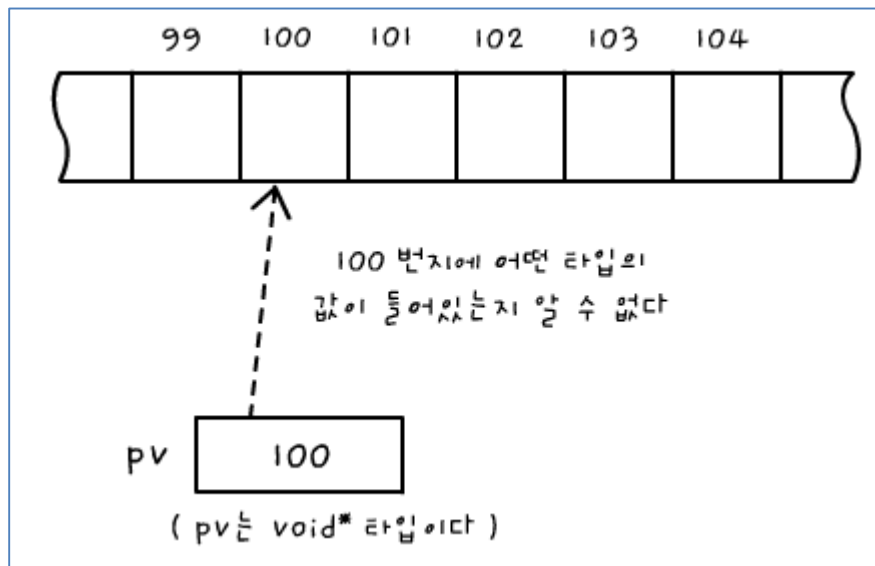 99 100 101 102 103 104
100 번지에 어떤 타입의
값이 들어있는지 알 수 없다
pv 100
( pv는 void* 타입이다 )